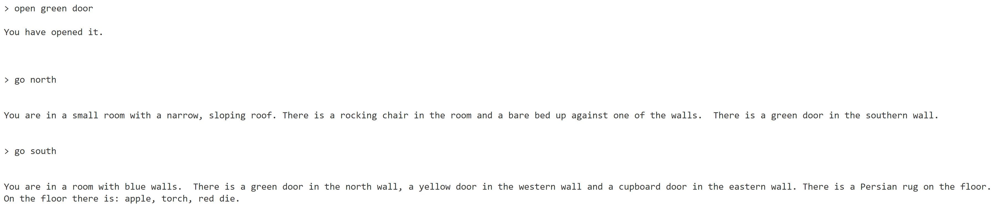 > open green door
You have opened it.
> go north
You are in a small room with a narrow, sloping roof. There is a rocking chair in the room and a bare bed up against one of the walls.  There is a green door in the southern wall.
> go south
You are in a room with blue walls.  There is a green door in the north wall, a yellow door in the western wall and a cupboard door in the eastern wall. There is a Persian rug on the floor.
On the floor there is: apple, torch, red die.